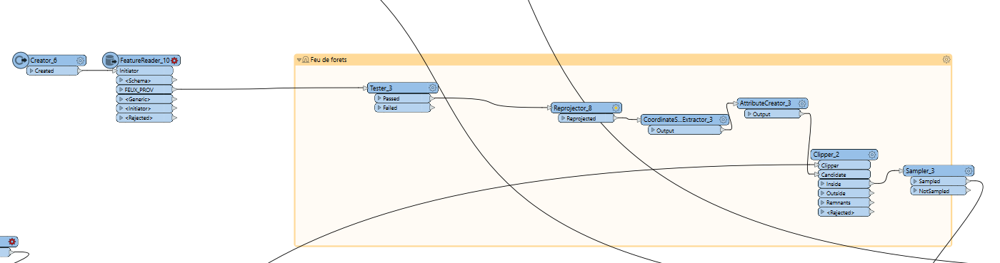 Creator_6
Created
FeatureReader_10
Initiator
<Schema>
FEUX_PROV
<Generic>
<Initiator>
<Rejected>
Feu de forets
Tester_3
Passed
Failed
Reprojector_8
Reprojected
CoordinateS...Extractor_3
Output
AttributeCreator_3
Output
Clipper_2
Clipper
Candidate
Inside
Outside
Remnants
<Rejected>
Sampler_3
Sampled
NotSampled